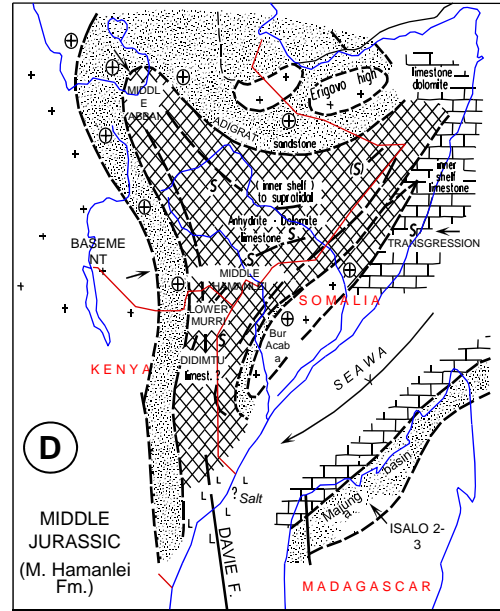 Erigovo high
limestone
dolomite
MIDDL
E
ABBAI
ADIGRAT
sandstone
(S)
inner
shelf
limestone
S
(inner shelf)
to supratidal
Anhydrite Dolomite
limestone
S
S
TRANSGRESSION
BASEME
NT
MIDDLE
HAMANLEI
SOMALIA
LOWER
MURRI
Bur
Acab
a
S
DIDIMTU
limest. ?
KENYA
SEAWA
Y
D
MIDDLE
JURASSIC
(M. Hamanlei
Fm.)
L
L
L
L
L
L
?
Salt
DAVIE F.
Majung
a
basin
ISALO 2-
3
MADAGASCAR